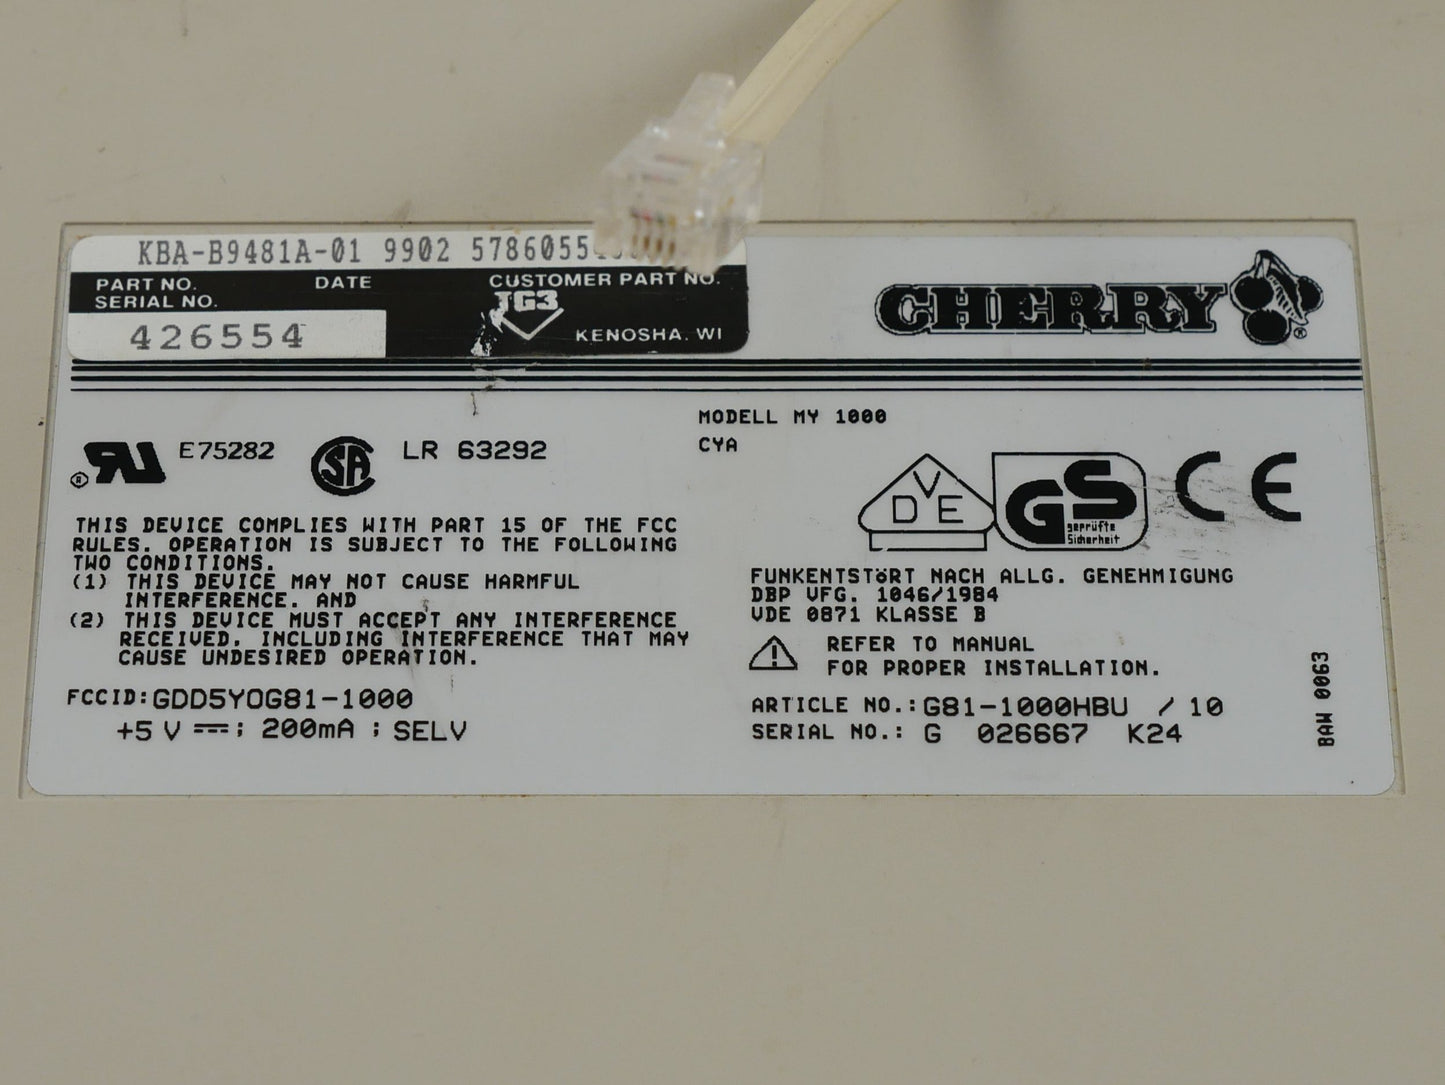 KBA-B9481A-01 9902
PART NO. DATE CUSTOMER PART NO.
SERIAL NO.
TG3
426554
KENOSHA. WI
CHERRY
®
MODELL MY 1000
CYA
® E75282 SA LR 63292
VDE
GS
geprüfte
Sicherheit
CE
THIS DEVICE COMPLIES WITH PART 15 OF THE FCC
RULES. OPERATION IS SUBJECT TO THE FOLLOWING
TWO CONDITIONS.
(1) THIS DEVICE MAY NOT CAUSE HARMFUL
INTERFERENCE. AND
(2) THIS DEVICE MUST ACCEPT ANY INTERFERENCE
RECEIVED. INCLUDING INTERFERENCE THAT MAY
CAUSE UNDESIRED OPERATION.
FCCID:GDD5YOG81-1000
+5 V ⎓; 200mA ; SELV
FUNKENTSTÖRT NACH ALLG. GENEHMIGUNG
DBP VFG. 1046/1984
VDE 0871 KLASSE B
! REFER TO MANUAL
FOR PROPER INSTALLATION.
ARTICLE NO.: G81-1000HBU / 10
SERIAL NO.: G 026667 K24
BAW 0063